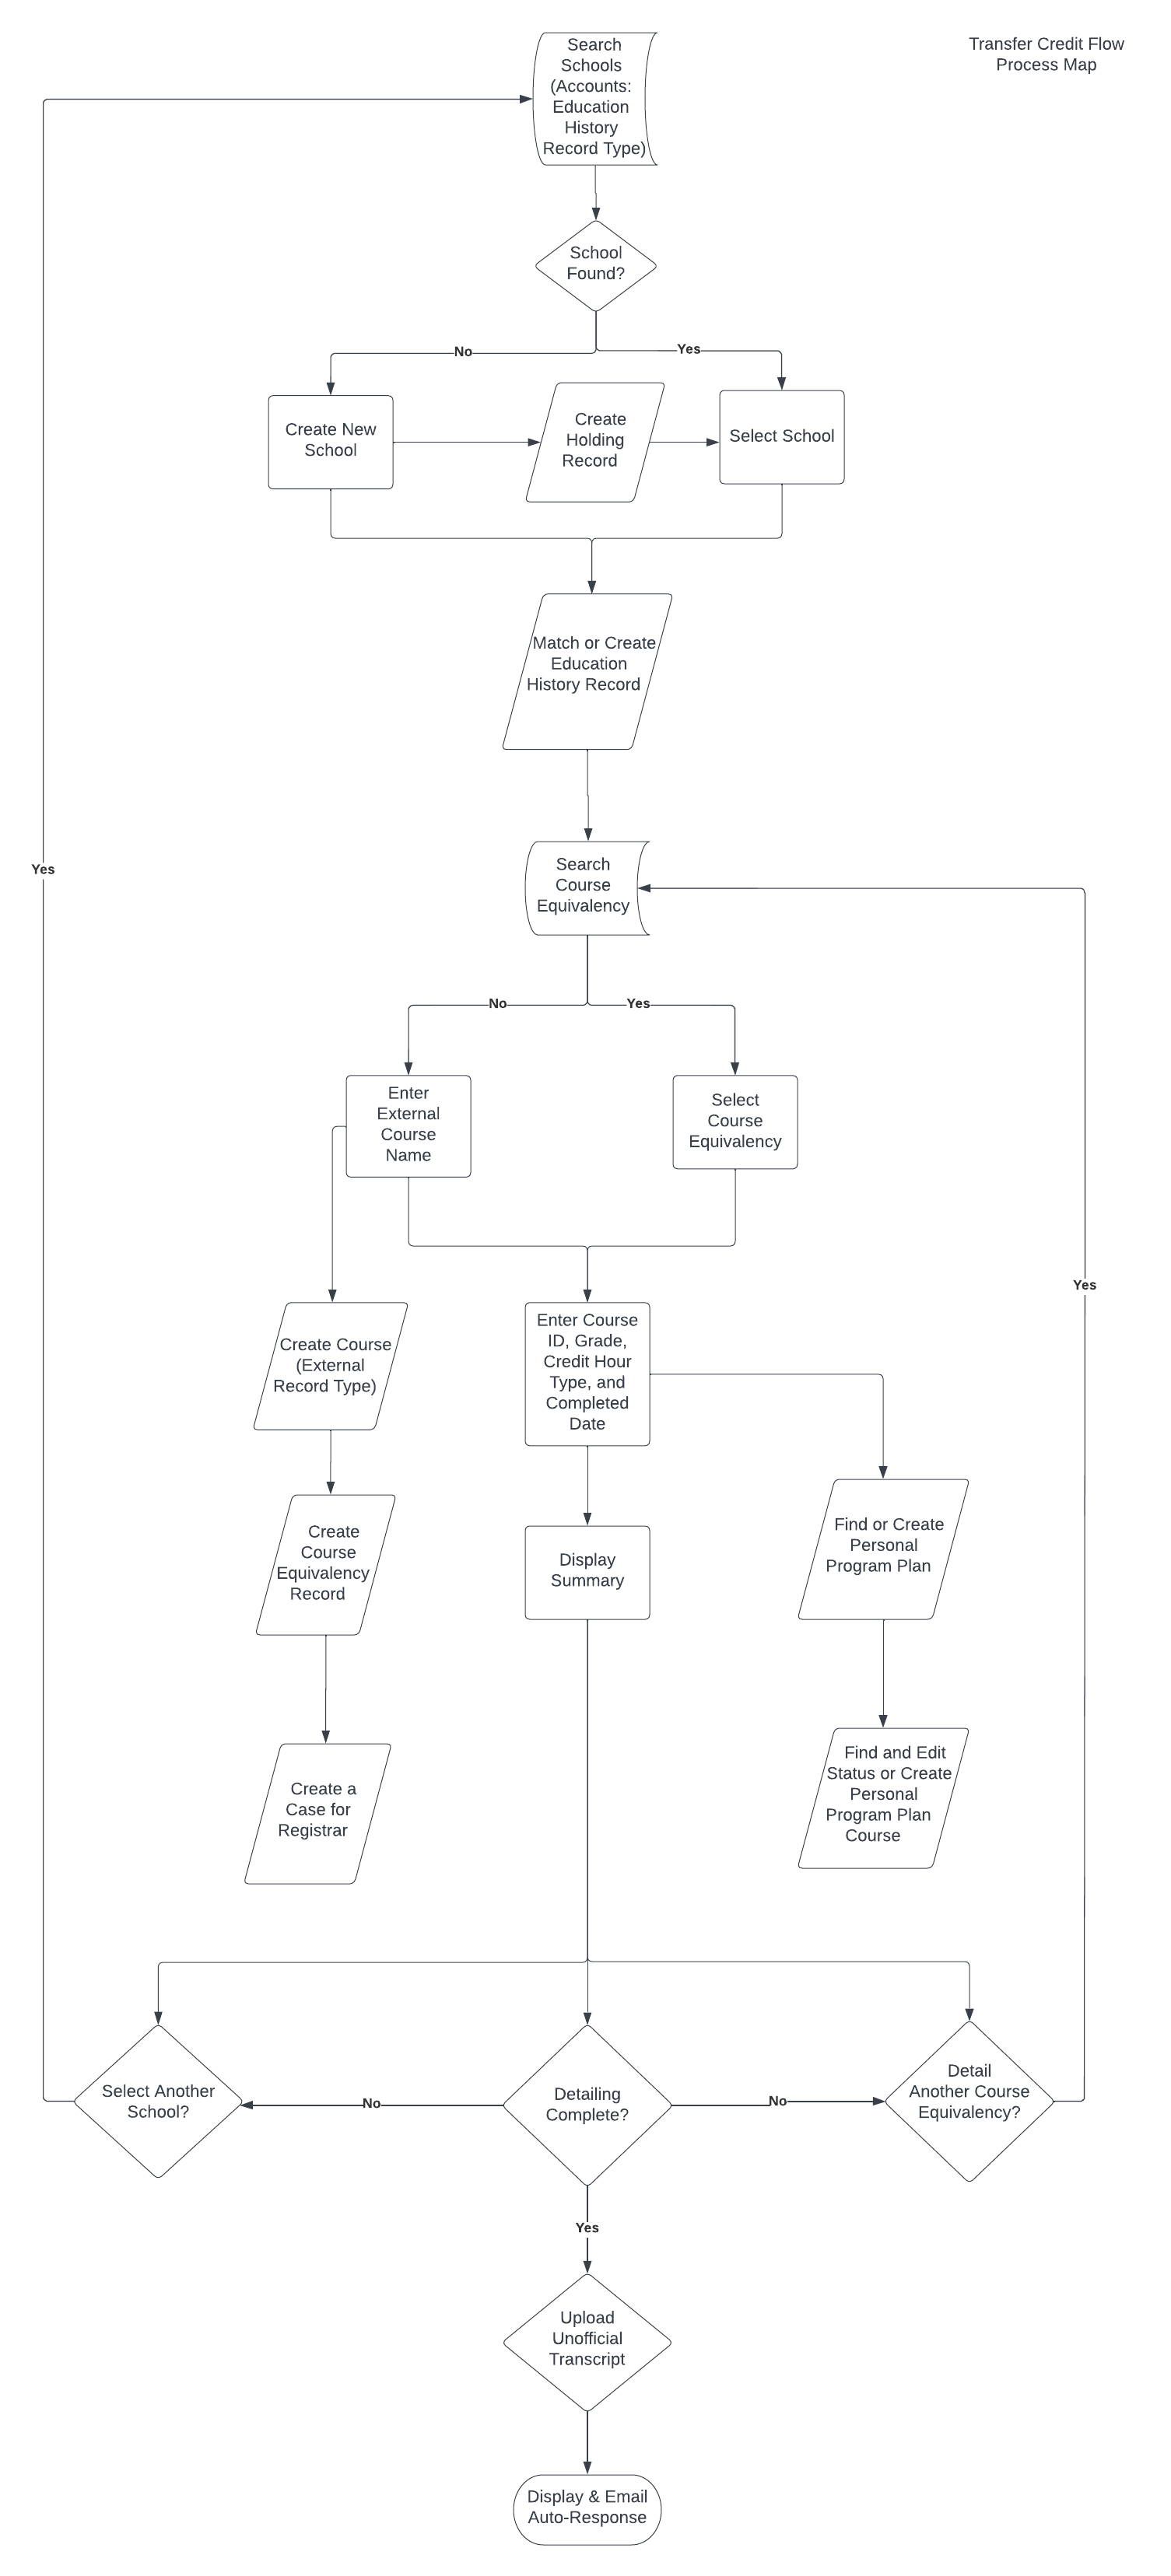 Transfer Credit Flow
Process Map
Search
Schools
(Accounts:
Education
History
Record Type)
School
Found?
No
Yes
Create New
School
Create
Holding
Record
Select School
Match or Create
Education
History Record
Yes
Search
Course
Equivalency
No
Yes
Enter
External
Course
Name
Select
Course
Equivalency
Yes
Create Course
(External
Record Type)
Enter Course
ID, Grade,
Credit Hour
Type, and
Completed
Date
Create
Course
Equivalency
Record
Display
Summary
Find or Create
Personal
Program Plan
Create a
Case for
Registrar
Find and Edit
Status or Create
Personal
Program Plan
Course
Select Another
School?
No
Detailing
Complete?
No
Detail
Another Course
Equivalency?
Yes
Upload
Unofficial
Transcript
Display & Email
Auto-Response